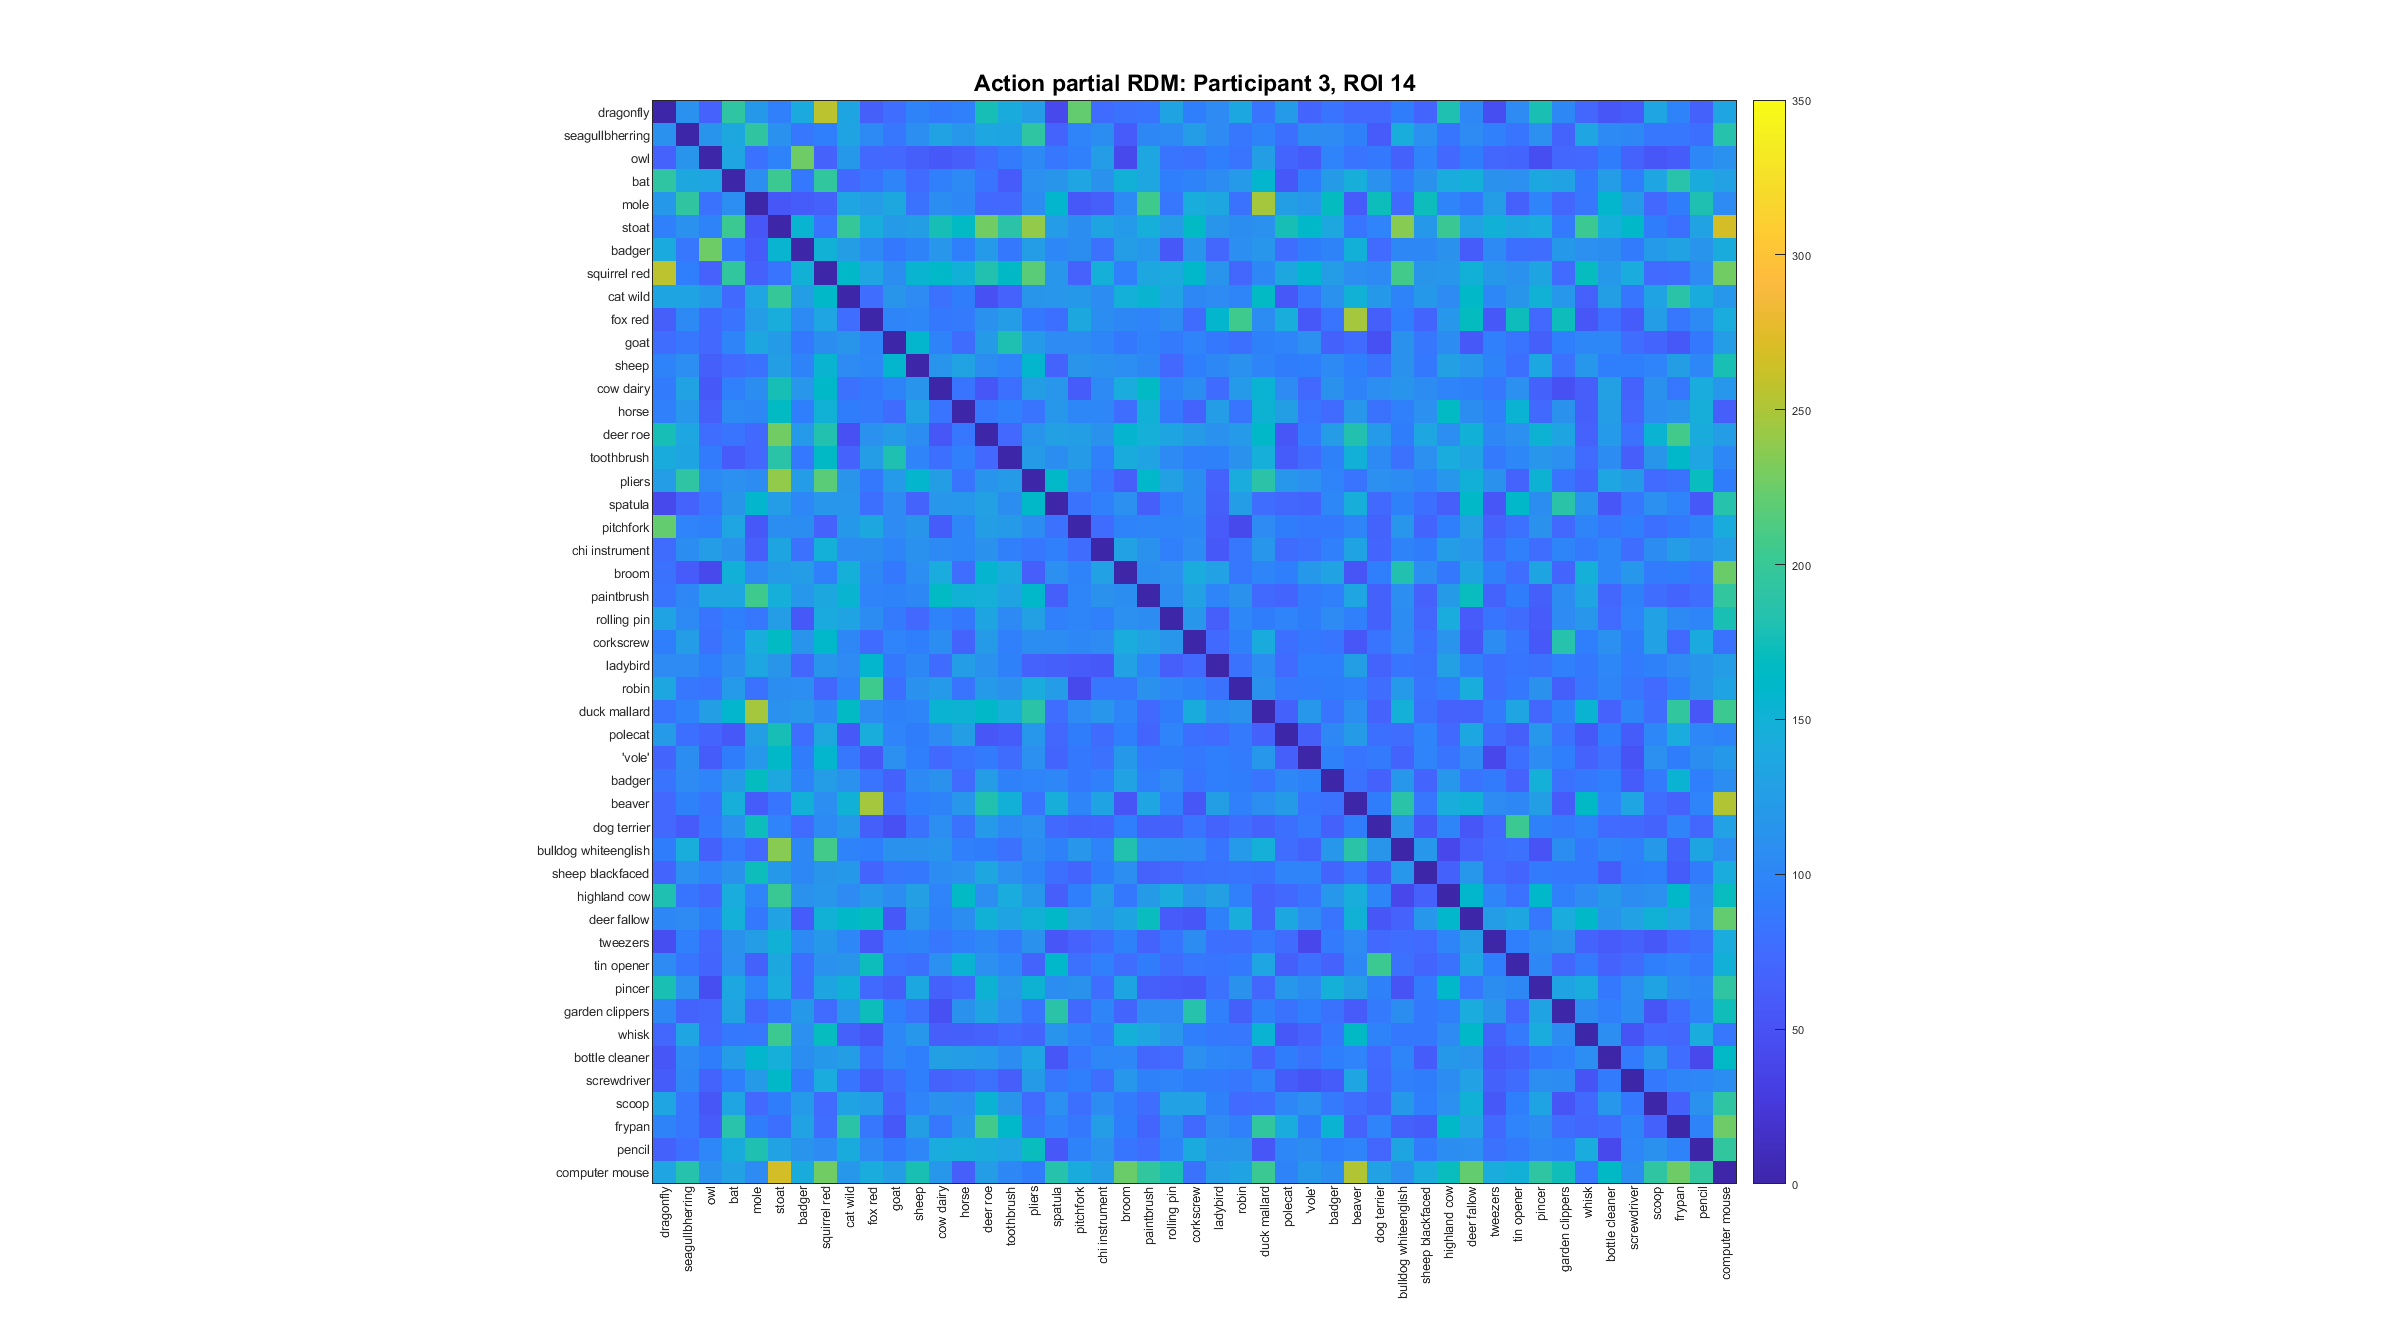 Action partial RDM: Participant 3, ROI 14
dragonfly
seagullbherring
owl
bat
mole
stoat
badger
squirrel red
cat wild
fox red
goat
sheep
cow dairy
horse
deer roe
toothbrush
pliers
spatula
pitchfork
chi instrument
broom
paintbrush
rolling pin
corkscrew
ladybird
robin
duck mallard
polecat
'vole'
badger
beaver
dog terrier
bulldog whiteenglish
sheep blackfaced
highland cow
deer fallow
tweezers
tin opener
pincer
garden clippers
whisk
bottle cleaner
screwdriver
scoop
frypan
pencil
computer mouse
dragonfly
seagullbherring
owl
bat
mole
stoat
badger
squirrel red
cat wild
fox red
goat
sheep
cow dairy
horse
deer roe
toothbrush
pliers
spatula
pitchfork
chi instrument
broom
paintbrush
rolling pin
corkscrew
ladybird
robin
duck mallard
polecat
'vole'
badger
beaver
dog terrier
bulldog whiteenglish
sheep blackfaced
highland cow
deer fallow
tweezers
tin opener
pincer
garden clippers
whisk
bottle cleaner
screwdriver
scoop
frypan
pencil
computer mouse
350
300
250
200
150
100
50
0